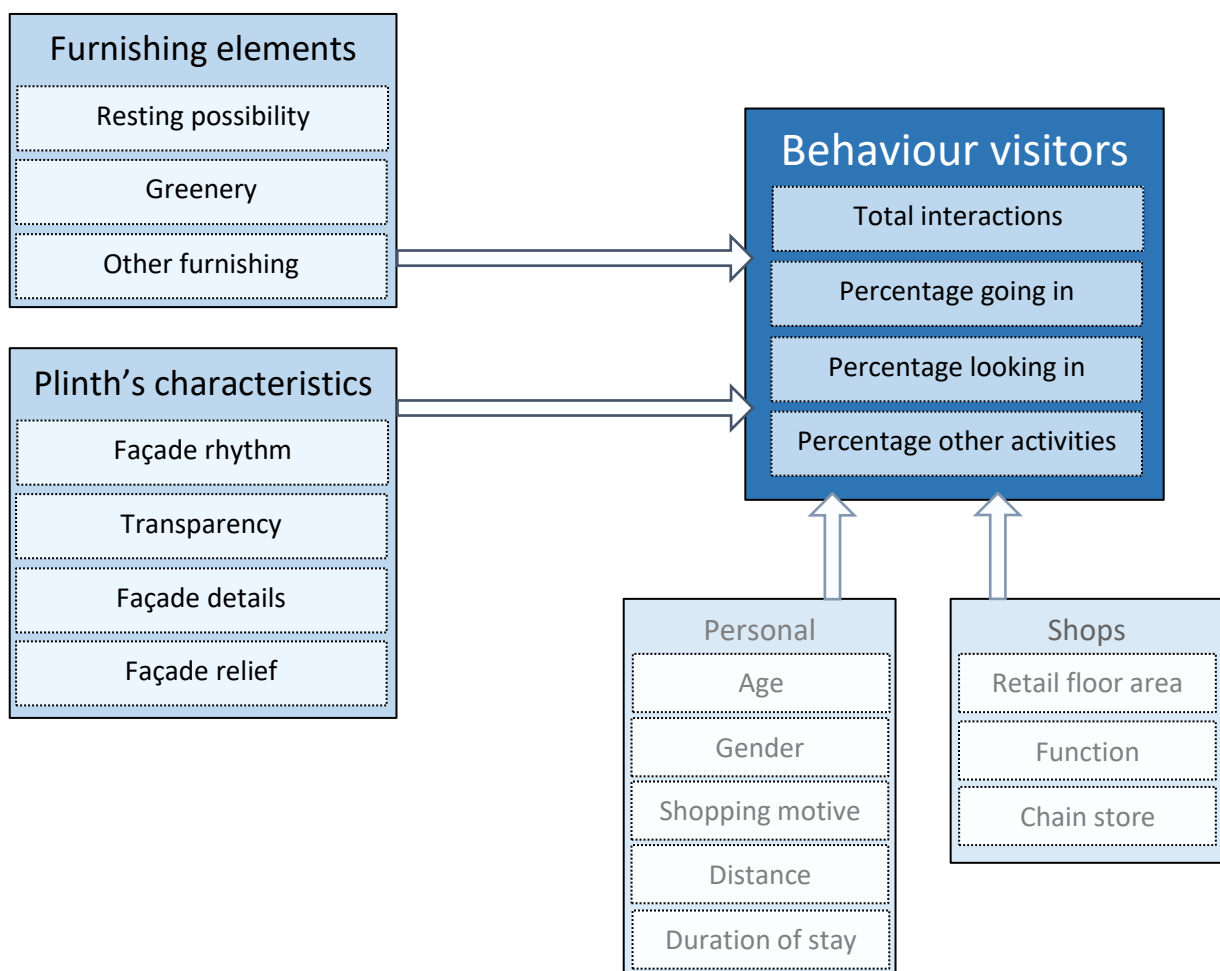 Furnishing elements
Resting possibility
Greenery
Other furnishing
Plinth’s characteristics
Façade rhythm
Transparency
Façade details
Façade relief
Behaviour visitors
Total interactions
Percentage going in
Percentage looking in
Percentage other activities
Personal
Age
Gender
Shopping motive
Distance
Duration of stay
Shops
Retail floor area
Function
Chain store